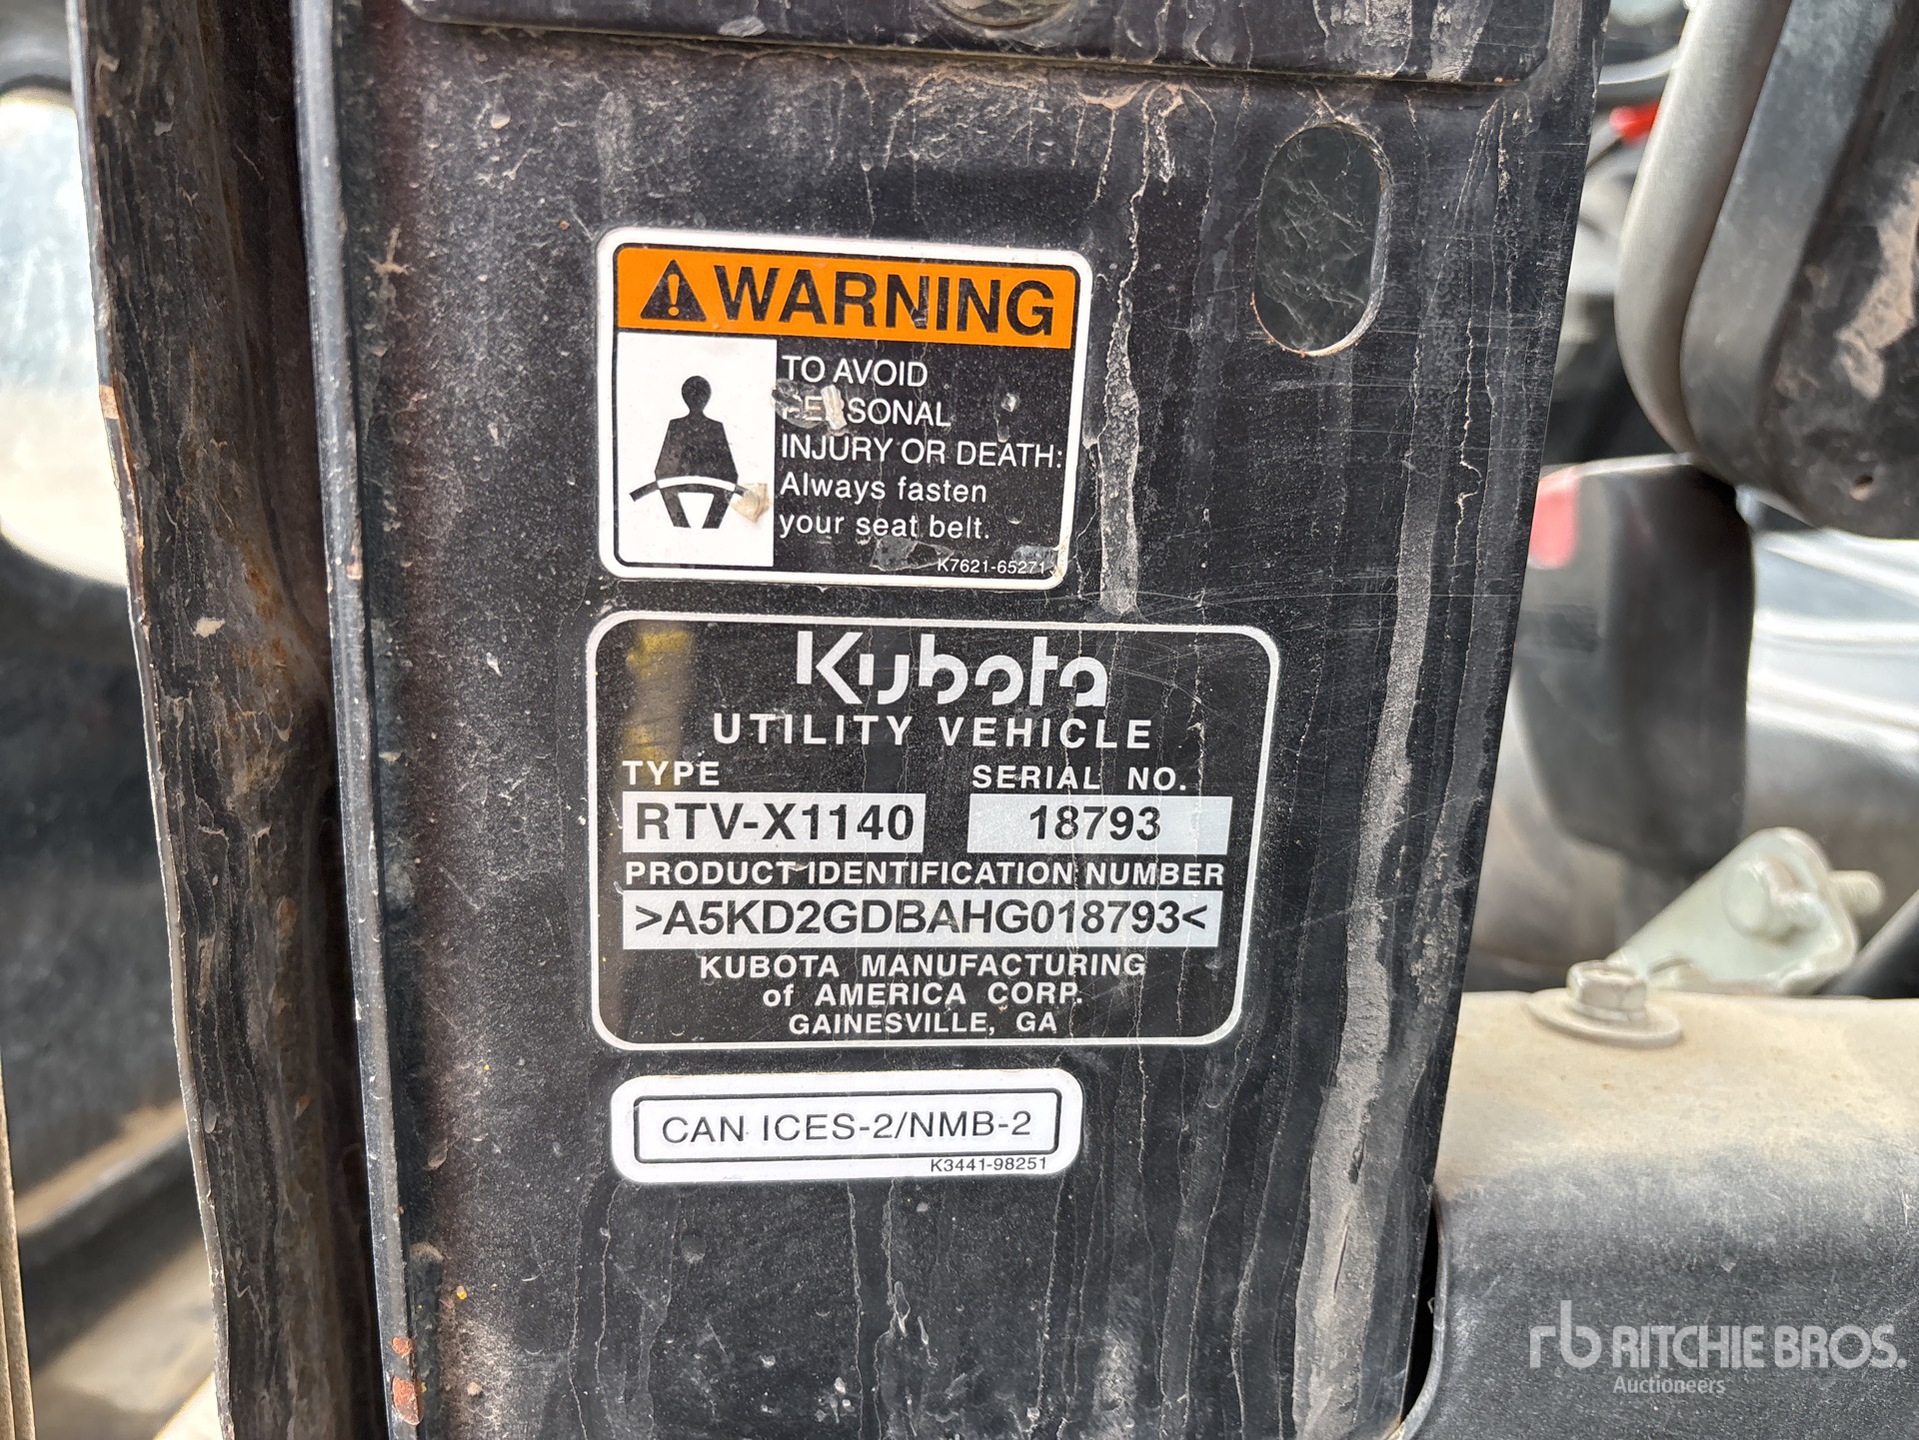 WARNING
TO AVOID
PERSONAL
INJURY OR DEATH:
Always fasten
your seat belt.
K7621-65271
Kubota
UTILITY VEHICLE
TYPE SERIAL NO.
RTV-X1140 18793
PRODUCT IDENTIFICATION NUMBER
>A5KD2GDBAHG018793<
KUBOTA MANUFACTURING
of AMERICA CORP.
GAINESVILLE, GA
CAN ICES-2/NMB-2
K3441-98251
rb RITCHIE BROS.
Auctioneers